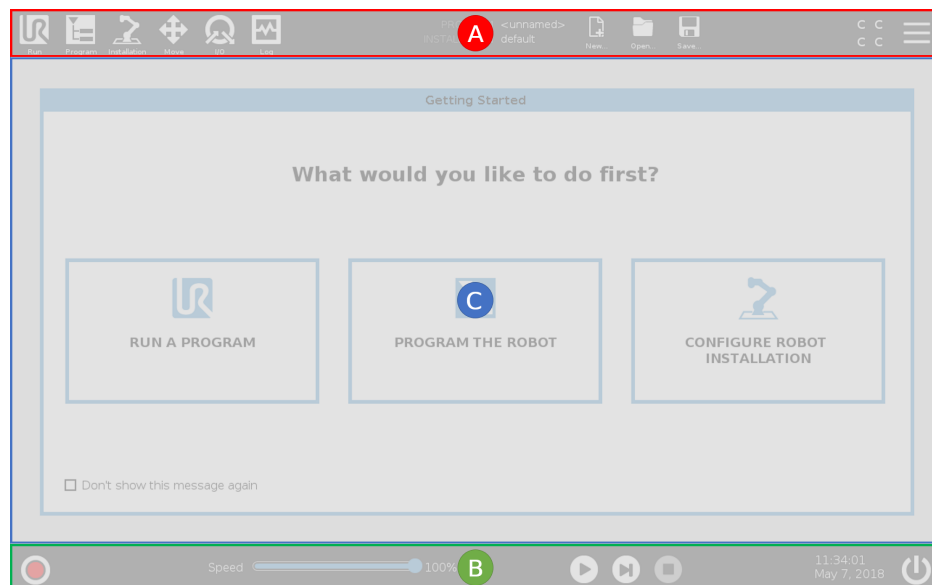 <unnamed>
default
Run Program Installation Move I/O Log
A
New... Open... Save...
C C
C C
Getting Started
What would you like to do first?
C
RUN A PROGRAM
PROGRAM THE ROBOT
CONFIGURE ROBOT
INSTALLATION
Don't show this message again
Speed 100%
B
11:34:01
May 7, 2018